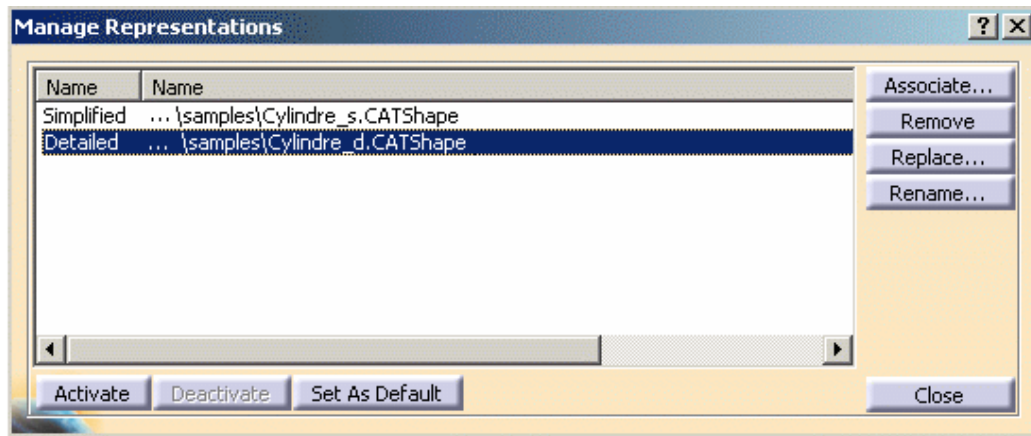 Manage Representations ? X
Name Name Associate...
Simplified ...\samples\Cylindre_s.CATShape Remove
Detailed ... \samples\Cylindre_d.CATShape Replace...
Rename...
Activate Deactivate Set As Default Close